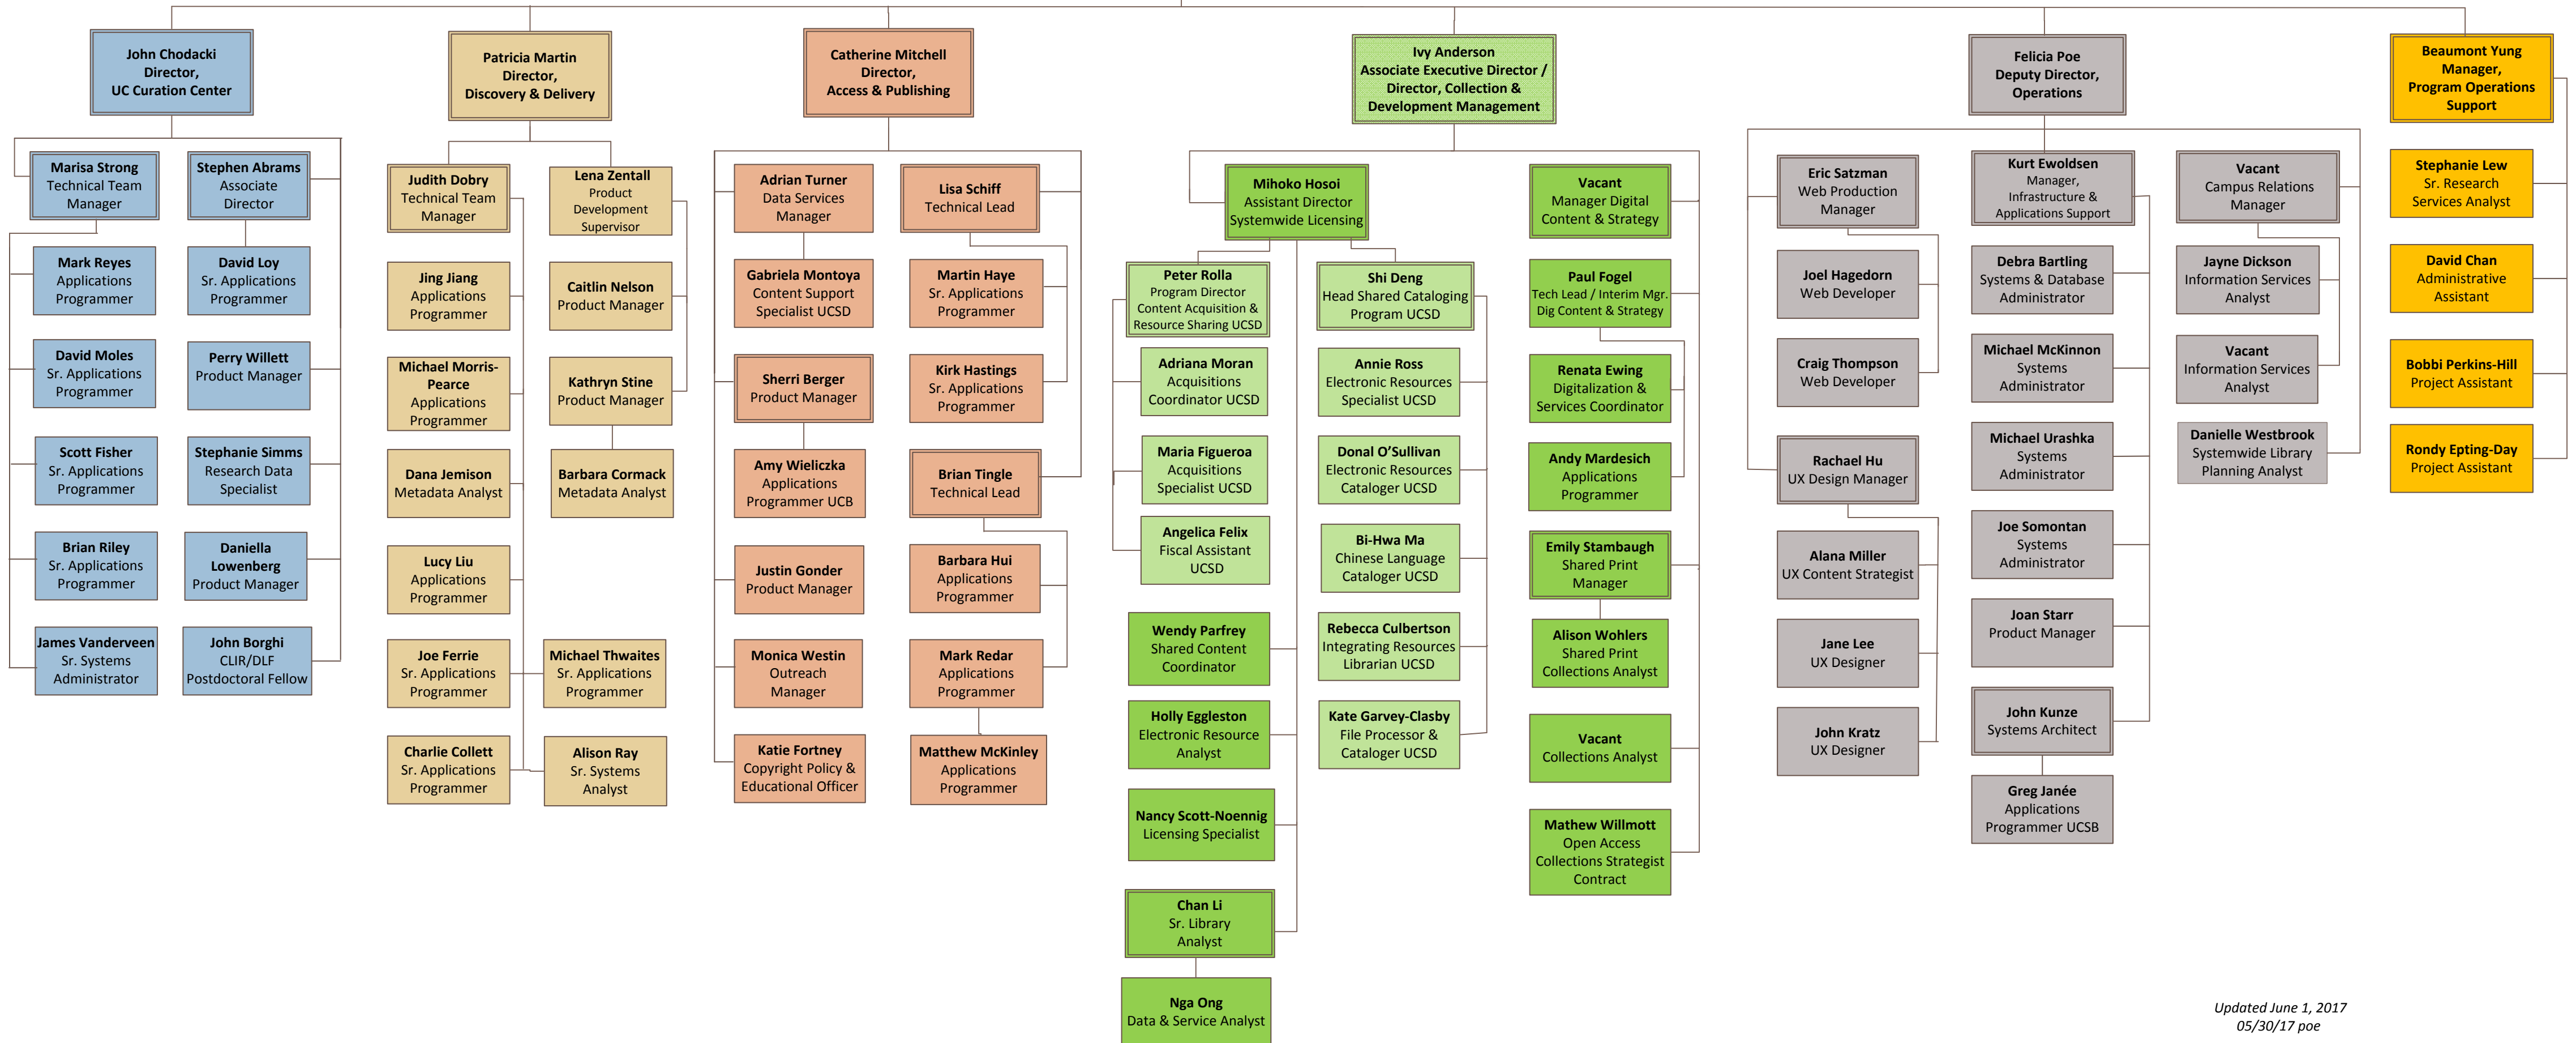 John Chodacki
Director,
UC Curation Center
Marisa Strong
Technical Team
Manager
Mark Reyes
Applications
Programmer
David Moles
Sr. Applications
Programmer
Scott Fisher
Sr. Applications
Programmer
Brian Riley
Sr. Applications
Programmer
James Vanderveen
Sr. Systems
Administrator
Stephen Abrams
Associate
Director
David Loy
Sr. Applications
Programmer
Perry Willett
Product Manager
Stephanie Simms
Research Data
Specialist
Daniella
Lowenberg
Product Manager
John Borghi
CLIR/DLF
Postdoctoral Fellow
Patricia Martin
Director,
Discovery & Delivery
Judith Dobry
Technical Team
Manager
Jing Jiang
Applications
Programmer
Michael Morris-
Pearce
Applications
Programmer
Dana Jemison
Metadata Analyst
Lucy Liu
Applications
Programmer
Joe Ferrie
Sr. Applications
Programmer
Charlie Collett
Sr. Applications
Programmer
Lena Zentall
Product
Development
Supervisor
Caitlin Nelson
Product Manager
Kathryn Stine
Product Manager
Barbara Cormack
Metadata Analyst
Michael Thwaites
Sr. Applications
Programmer
Alison Ray
Sr. Systems
Analyst
Catherine Mitchell
Director,
Access & Publishing
Adrian Turner
Data Services
Manager
Gabriela Montoya
Content Support
Specialist UCSD
Sherri Berger
Product Manager
Amy Wieliczka
Applications
Programmer UCB
Justin Gonder
Product Manager
Monica Westin
Outreach
Manager
Katie Fortney
Copyright Policy &
Educational Officer
Lisa Schiff
Technical Lead
Martin Haye
Sr. Applications
Programmer
Kirk Hastings
Sr. Applications
Programmer
Brian Tingle
Technical Lead
Barbara Hui
Applications
Programmer
Mark Redar
Applications
Programmer
Matthew McKinley
Applications
Programmer
Ivy Anderson
Associate Executive Director /
Director, Collection &
Development Management
Mihoko Hosoi
Assistant Director
Systemwide Licensing
Peter Rolla
Program Director
Content Acquisition &
Resource Sharing UCSD
Adriana Moran
Acquisitions
Coordinator UCSD
Maria Figueroa
Acquisitions
Specialist UCSD
Angelica Felix
Fiscal Assistant
UCSD
Wendy Parfrey
Shared Content
Coordinator
Holly Eggleston
Electronic Resource
Analyst
Nancy Scott-Noennig
Licensing Specialist
Chan Li
Sr. Library
Analyst
Nga Ong
Data & Service Analyst
Shi Deng
Head Shared Cataloging
Program UCSD
Annie Ross
Electronic Resources
Specialist UCSD
Donal O’Sullivan
Electronic Resources
Cataloger UCSD
Bi-Hwa Ma
Chinese Language
Cataloger UCSD
Rebecca Culbertson
Integrating Resources
Librarian UCSD
Kate Garvey-Clasby
File Processor &
Cataloger UCSD
Vacant
Manager Digital
Content & Strategy
Paul Fogel
Tech Lead / Interim Mgr.
Dig Content & Strategy
Renata Ewing
Digitalization &
Services Coordinator
Andy Mardesich
Applications
Programmer
Emily Stambaugh
Shared Print
Manager
Alison Wohlers
Shared Print
Collections Analyst
Vacant
Collections Analyst
Mathew Willmott
Open Access
Collections Strategist
Contract
Felicia Poe
Deputy Director,
Operations
Eric Satzman
Web Production
Manager
Joel Hagedorn
Web Developer
Craig Thompson
Web Developer
Rachael Hu
UX Design Manager
Alana Miller
UX Content Strategist
Jane Lee
UX Designer
John Kratz
UX Designer
Kurt Ewoldsen
Manager,
Infrastructure &
Applications Support
Debra Bartling
Systems & Database
Administrator
Michael McKinnon
Systems
Administrator
Michael Urashka
Systems
Administrator
Joe Somontan
Systems
Administrator
Joan Starr
Product Manager
John Kunze
Systems Architect
Greg Janée
Applications
Programmer UCSB
Vacant
Campus Relations
Manager
Jayne Dickson
Information Services
Analyst
Vacant
Information Services
Analyst
Danielle Westbrook
Systemwide Library
Planning Analyst
Beaumont Yung
Manager,
Program Operations
Support
Stephanie Lew
Sr. Research
Services Analyst
David Chan
Administrative
Assistant
Bobbi Perkins-Hill
Project Assistant
Rondy Epting-Day
Project Assistant
Updated June 1, 2017
05/30/17 poe